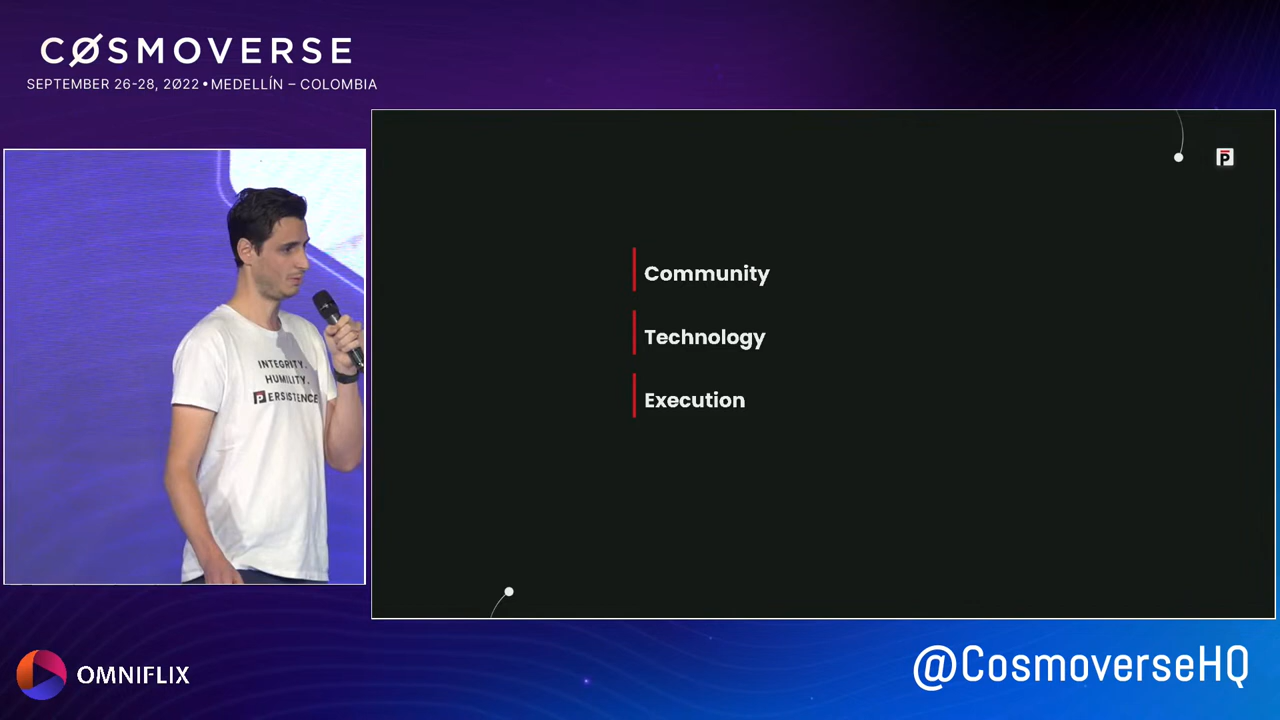 CØSMOVERSE
SEPTEMBER 26-28, 2Ø22 • MEDELLÍN – COLOMBIA
INTEGRITY.
HUMILITY.
PERSISTENCE
P
Community
Technology
Execution
OMNIFLIX
@CosmoverseHQ